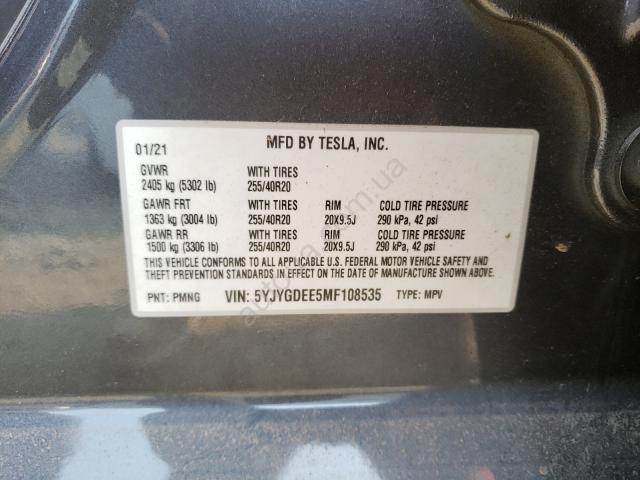 01/21 MFD BY TESLA, INC.
GVWR WITH TIRES
2405 kg (5302 lb) 255/40R20
GAWR FRT WITH TIRES RIM COLD TIRE PRESSURE
1363 kg (3004 lb) 255/40R20 20X9.5J 290 kPa, 42 psi
GAWR RR WITH TIRES RIM COLD TIRE PRESSURE
1500 kg (3306 lb) 255/40R20 20X9.5J 290 kPa, 42 psi
THIS VEHICLE CONFORMS TO ALL APPLICABLE U.S. FEDERAL MOTOR VEHICLE SAFETY AND
THEFT PREVENTION STANDARDS IN EFFECT ON THE DATE OF MANUFACTURE SHOWN ABOVE.
PNT: PMNG VIN: 5YJYGDEE5MF108535 TYPE: MPV